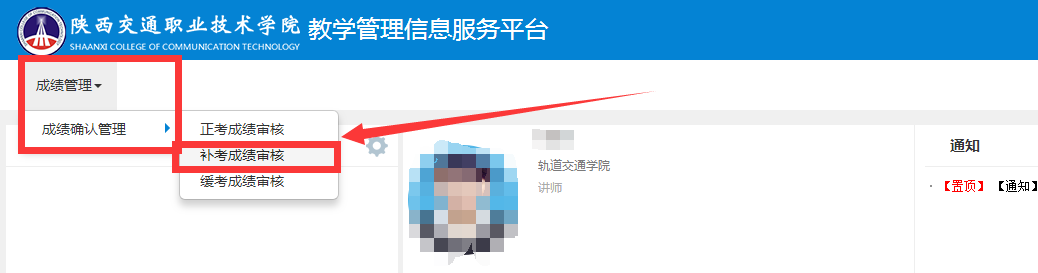 陕西交通职业技术学院
SHAANXI COLLEGE OF COMMUNICATION TECHNOLOGY
教学管理信息服务平台
成绩管理
成绩确认管理
正考成绩审核
补考成绩审核
缓考成绩审核
轨道交通学院
讲师
通知
【置顶】【通知】